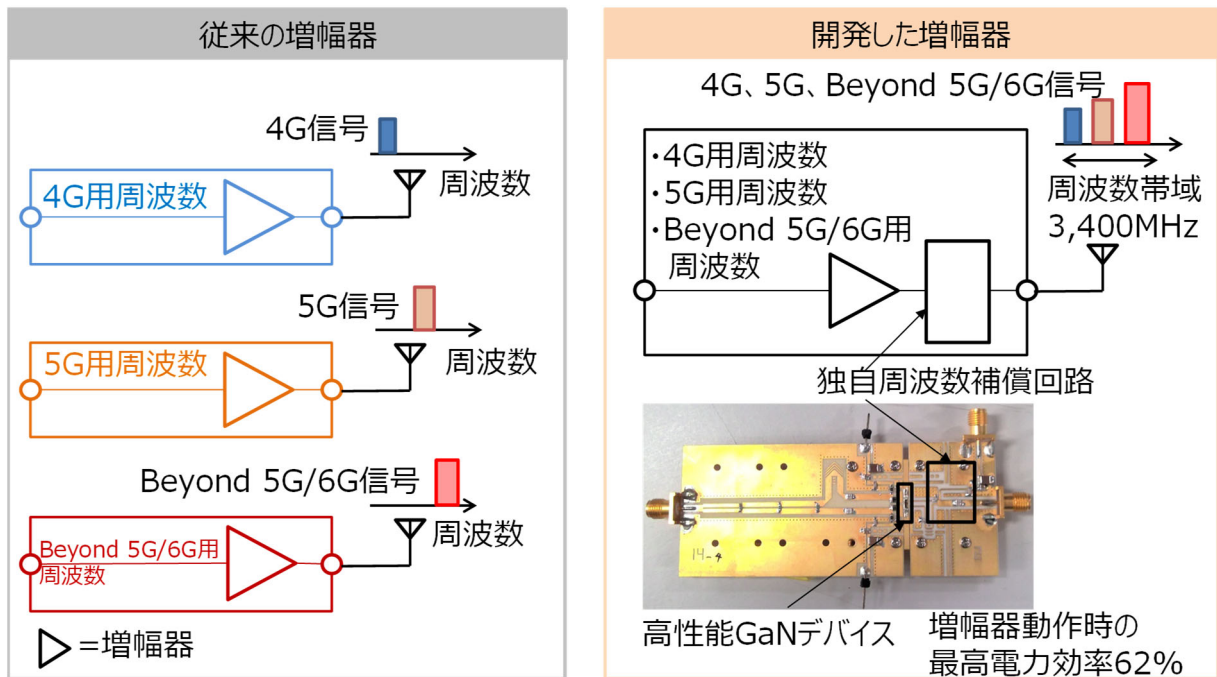 従来の増幅器
4G信号
周波数
4G用周波数
5G信号
周波数
5G用周波数
Beyond 5G/6G信号
周波数
Beyond 5G/6G用
周波数
=増幅器
開発した増幅器
4G、5G、Beyond 5G/6G信号
・4G用周波数
・5G用周波数
・Beyond 5G/6G用
周波数
周波数帯域
3,400MHz
独自周波数補償回路
14-4
高性能GaNデバイス
増幅器動作時の
最高電力効率62%